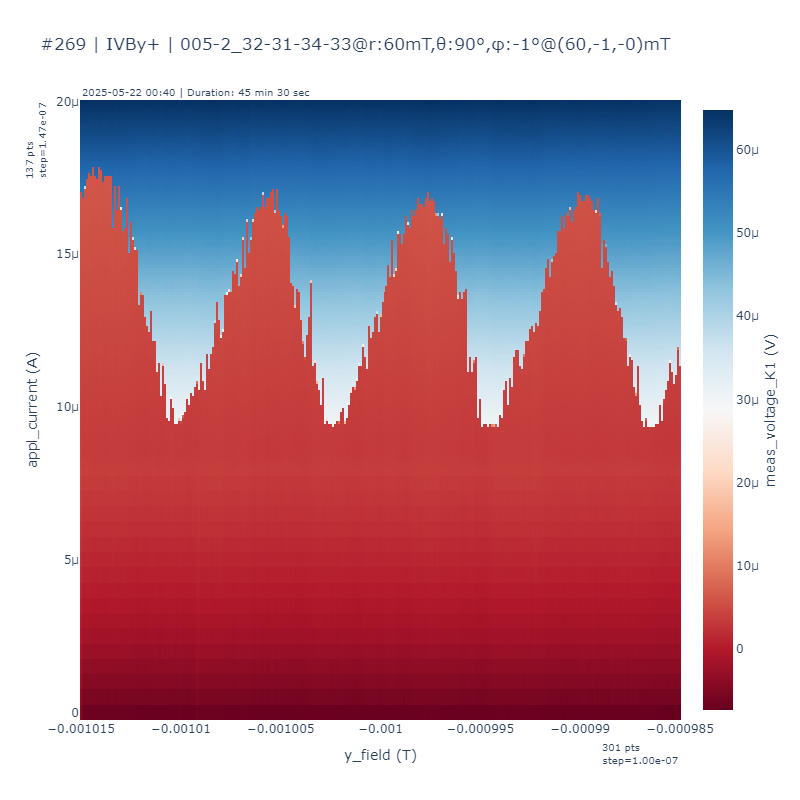 #269 | IVBy+ | 005-2_32-31-34-33@r:60mT,θ:90°,φ:-1°@(60,-1,-0)mT
2025-05-22 00:40 | Duration: 45 min 30 sec
137 pts
step=1.47e-07
20μ
15μ
10μ
5μ
0
appl_current (A)
−0.001015
−0.00101
−0.001005
−0.001
−0.000995
−0.00099
−0.000985
y_field (T)
301 pts
step=1.00e-07
60μ
50μ
40μ
30μ
20μ
10μ
0
meas_voltage_K1 (V)